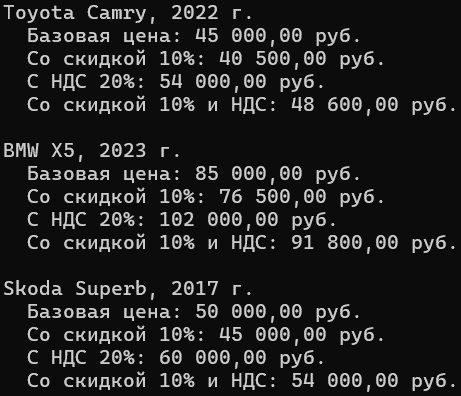 Toyota Camry, 2022 г.
Базовая цена: 45 000,00 руб.
Со скидкой 10%: 40 500,00 руб.
С НДС 20%: 54 000,00 руб.
Со скидкой 10% и НДС: 48 600,00 руб.
BMW X5, 2023 г.
Базовая цена: 85 000,00 руб.
Со скидкой 10%: 76 500,00 руб.
С НДС 20%: 102 000,00 руб.
Со скидкой 10% и НДС: 91 800,00 руб.
Skoda Superb, 2017 г.
Базовая цена: 50 000,00 руб.
Со скидкой 10%: 45 000,00 руб.
С НДС 20%: 60 000,00 руб.
Со скидкой 10% и НДС: 54 000,00 руб.